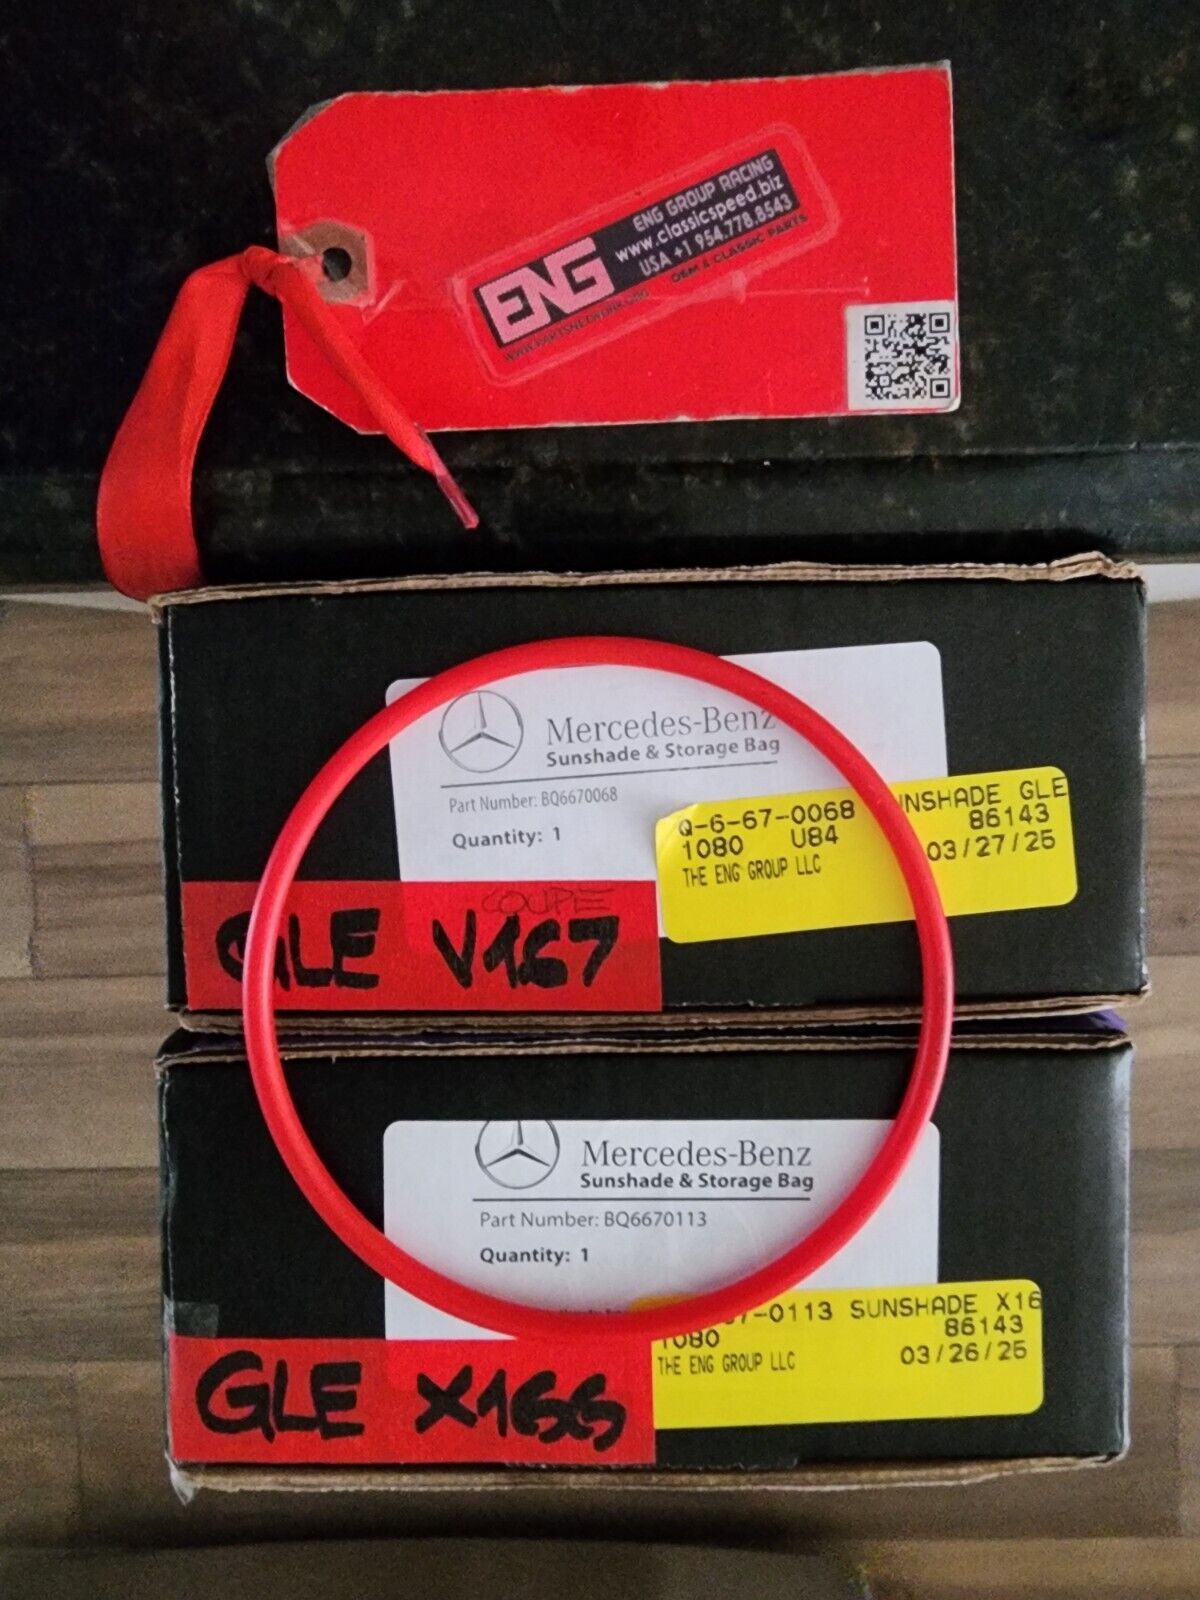 ENG
ENG GROUP RACING
www.classicspeed.biz
USA +1 954.778.8543
OEM & CLASSIC PARTS
Mercedes-Benz
Sunshade & Storage Bag
Part Number: BQ6670068
Quantity: 1
Q-6-67-0068 UNSHADE GLE
1080 U84 86143
03/27/25
THE ENG GROUP LLC
COUPE
GLE V167
Mercedes-Benz
Sunshade & Storage Bag
Part Number: BQ6670113
Quantity: 1
7-0113 SUNSHADE X16
1080 86143
THE ENG GROUP LLC 03/26/25
GLE X166